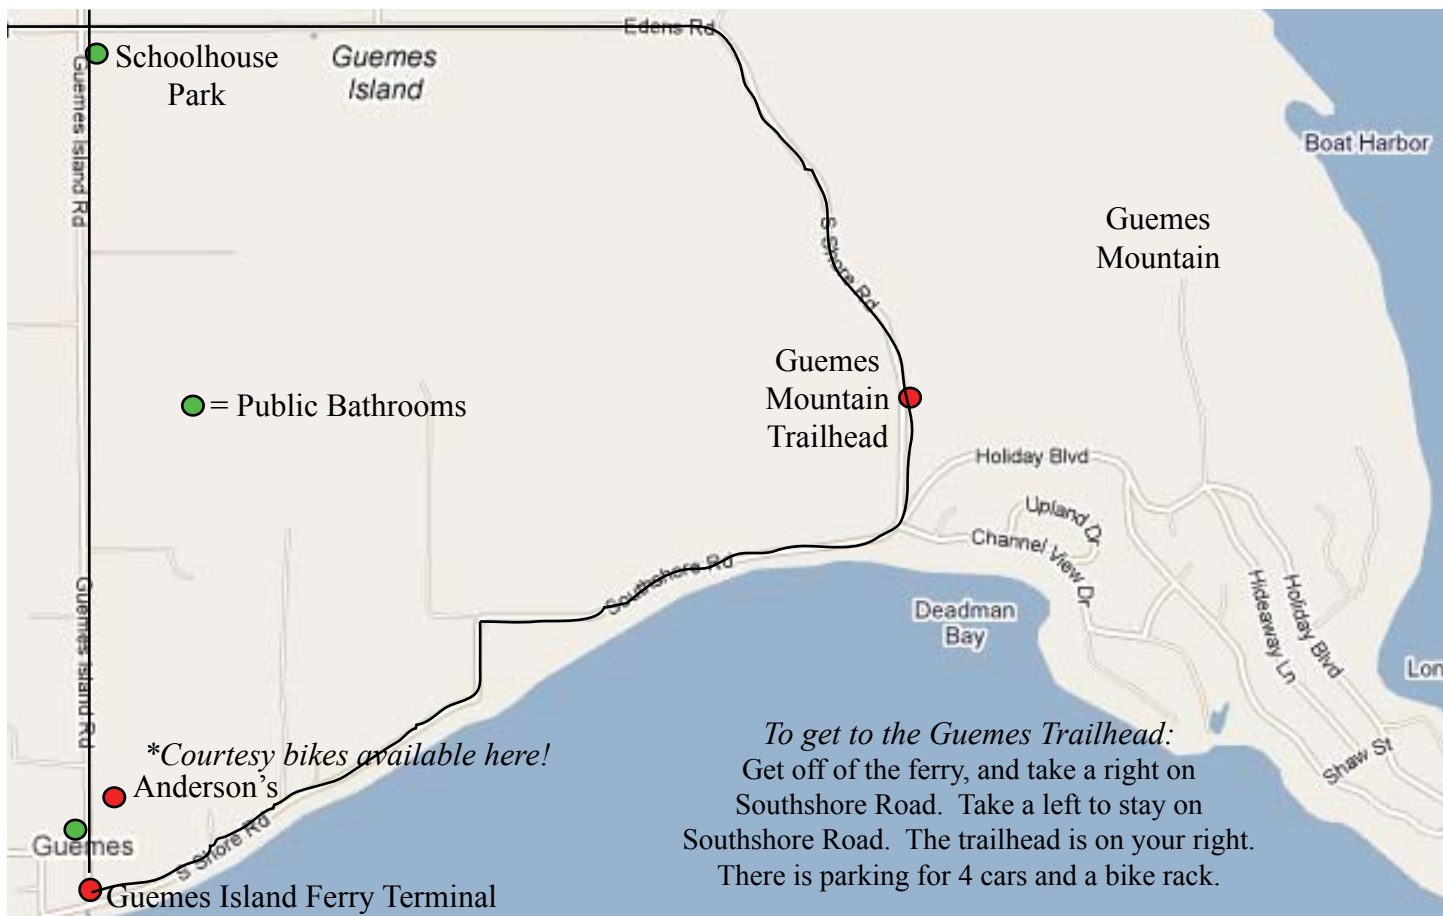 Edens Rd
Schoolhouse
Park
Guemes
Island
Guemes Island Rd
Boat Harbor
Guemes
Mountain
S Shore Rd
Guemes
Mountain
Trailhead
= Public Bathrooms
Holiday Blvd
Upland Dr
Channel View Dr
Southshore Rd
Deadman
Bay
Hideaway Ln
Holiday Blvd
Lon
Guemes Island Rd
*Courtesy bikes available here!
Anderson's
Shaw St
To get to the Guemes Trailhead:
Get off of the ferry, and take a right on
Southshore Road. Take a left to stay on
Southshore Road. The trailhead is on your right.
There is parking for 4 cars and a bike rack.
Guemes
S Shore Rd
Guemes Island Ferry Terminal